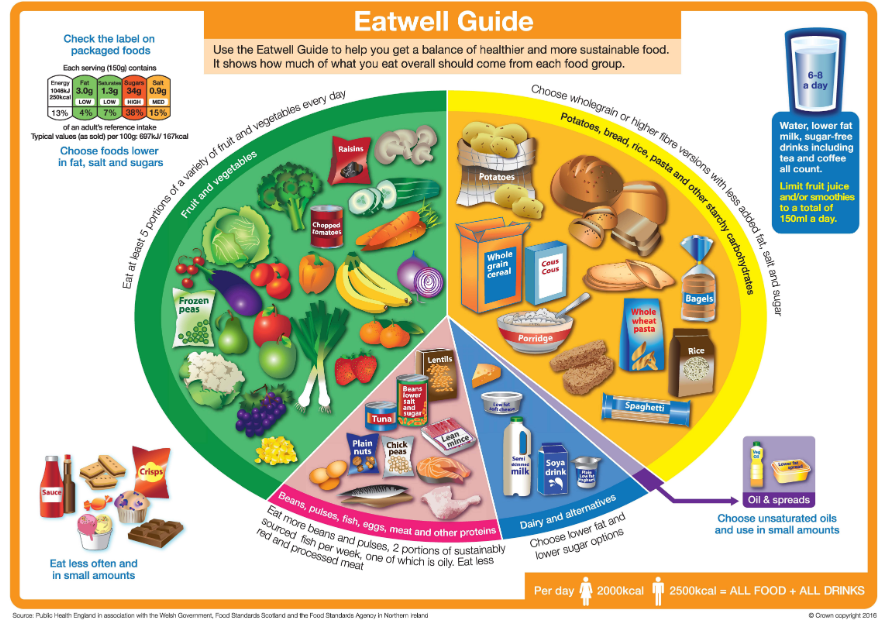 Eatwell Guide
Use the Eatwell Guide to help you get a balance of healthier and more sustainable food.
It shows how much of what you eat overall should come from each food group.
Check the label on
packaged foods
Each serving (150g) contains
Energy
1046kJ
250kcal
13%
Fat
3.0g
LOW
4%
Saturates
1.3g
LOW
7%
Sugars
34g
HIGH
38%
Salt
0.9g
MED
15%
of an adult's reference intake
Typical values (as sold) per 100g: 697kJ/ 167kcal
Choose foods lower
in fat, salt and sugars
6-8
a day
Water, lower fat
milk, sugar-free
drinks including
tea and coffee
all count.
Limit fruit juice
and/or smoothies
to a total of
150ml a day.
Eat at least 5 portions of a variety of fruit and vegetables every day
Fruit and vegetables
Raisins
Chopped
tomatoes
Frozen
peas
Choose wholegrain or higher fibre versions with less added fat, salt and sugar
Potatoes, bread, rice, pasta and other starchy carbohydrates
Potatoes
Whole
grain
cereal
Cous
Cous
Bagels
Porridge
Whole
wheat
pasta
Rice
Spaghetti
Lentils
Beans
lower
salt
and
sugar
Tuna
Lean
mince
Plain
nuts
Chick
peas
Beans, pulses, fish, eggs, meat and other proteins
Eat more beans and pulses, 2 portions of sustainably
sourced fish per week, one of which is oily. Eat less
red and processed meat
Low fat
soft cheese
Semi
skimmed
milk
Soya
drink
Plain
Low fat
yoghurt
Dairy and alternatives
Choose lower fat and
lower sugar options
Veg
Oil
Lower fat
spread
Oil & spreads
Choose unsaturated oils
and use in small amounts
Sauce
Crisps
Eat less often and
in small amounts
Per day 2000kcal 2500kcal = ALL FOOD + ALL DRINKS
Source: Public Health England in association with the Welsh Government, Food Standards Scotland and the Food Standards Agency in Northern Ireland
© Crown copyright 2016